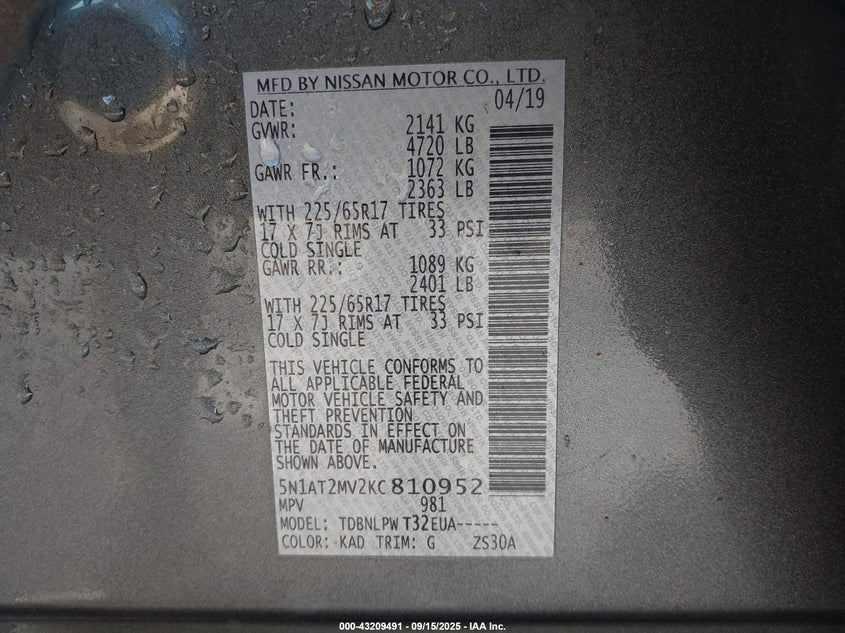 MFD BY NISSAN MOTOR CO., LTD.
DATE: 04/19
GVWR: 2141 KG
4720 LB
GAWR FR.: 1072 KG
2363 LB
WITH 225/65R17 TIRES
17 X 7J RIMS AT 33 PSI
COLD SINGLE
GAWR RR.: 1089 KG
2401 LB
WITH 225/65R17 TIRES
17 X 7J RIMS AT 33 PSI
COLD SINGLE
THIS VEHICLE CONFORMS TO
ALL APPLICABLE FEDERAL
MOTOR VEHICLE SAFETY AND
THEFT PREVENTION
STANDARDS IN EFFECT ON
THE DATE OF MANUFACTURE
SHOWN ABOVE.
5N1AT2MV2KC810952
MPV 981
MODEL: TDBNLPW T32EUA-----
COLOR: KAD TRIM: G ZS30A
000-43209491 - 09/15/2025 - IAA Inc.